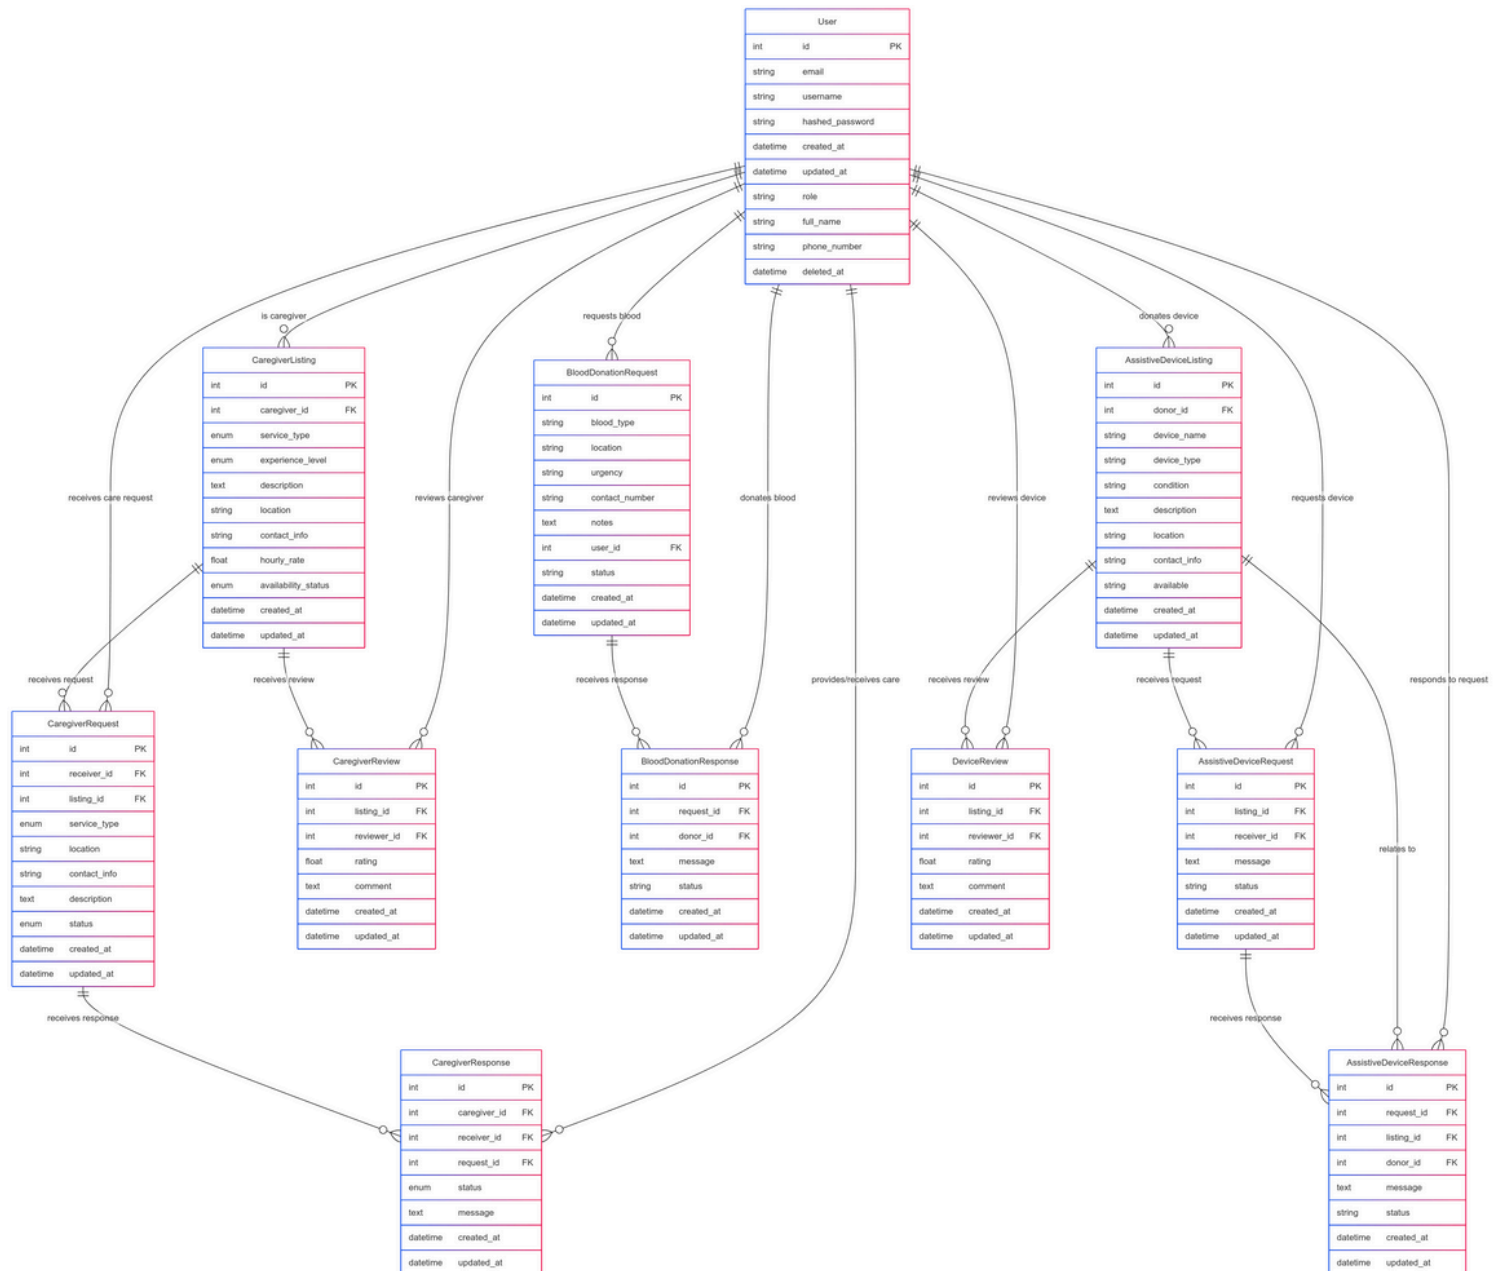 User
int id PK
string email
string username
string hashed_password
datetime created_at
datetime updated_at
string role
string full_name
string phone_number
datetime deleted_at
is caregiver
requests blood
donates device
CaregiverListing
int id PK
int caregiver_id FK
enum service_type
enum experience_level
text description
string location
string contact_info
float hourly_rate
enum availability_status
datetime created_at
datetime updated_at
BloodDonationRequest
int id PK
string blood_type
string location
string urgency
string contact_number
text notes
int user_id FK
string status
datetime created_at
datetime updated_at
AssistiveDeviceListing
int id PK
int donor_id FK
string device_name
string device_type
string condition
text description
string location
string contact_info
string available
datetime created_at
datetime updated_at
receives care request
reviews caregiver
donates blood
reviews device
requests device
receives request
receives review
receives response
provides/receives care
receives review
receives request
responds to request
CaregiverRequest
int id PK
int receiver_id FK
int listing_id FK
enum service_type
string location
string contact_info
text description
enum status
datetime created_at
datetime updated_at
CaregiverReview
int id PK
int listing_id FK
int reviewer_id FK
float rating
text comment
datetime created_at
datetime updated_at
BloodDonationResponse
int id PK
int request_id FK
int donor_id FK
text message
string status
datetime created_at
datetime updated_at
DeviceReview
int id PK
int listing_id FK
int reviewer_id FK
float rating
text comment
datetime created_at
datetime updated_at
AssistiveDeviceRequest
int id PK
int listing_id FK
int receiver_id FK
text message
string status
datetime created_at
datetime updated_at
relates to
receives response
receives response
CaregiverResponse
int id PK
int caregiver_id FK
int receiver_id FK
int request_id FK
enum status
text message
datetime created_at
datetime updated_at
AssistiveDeviceResponse
int id PK
int request_id FK
int listing_id FK
int donor_id FK
text message
string status
datetime created_at
datetime updated_at